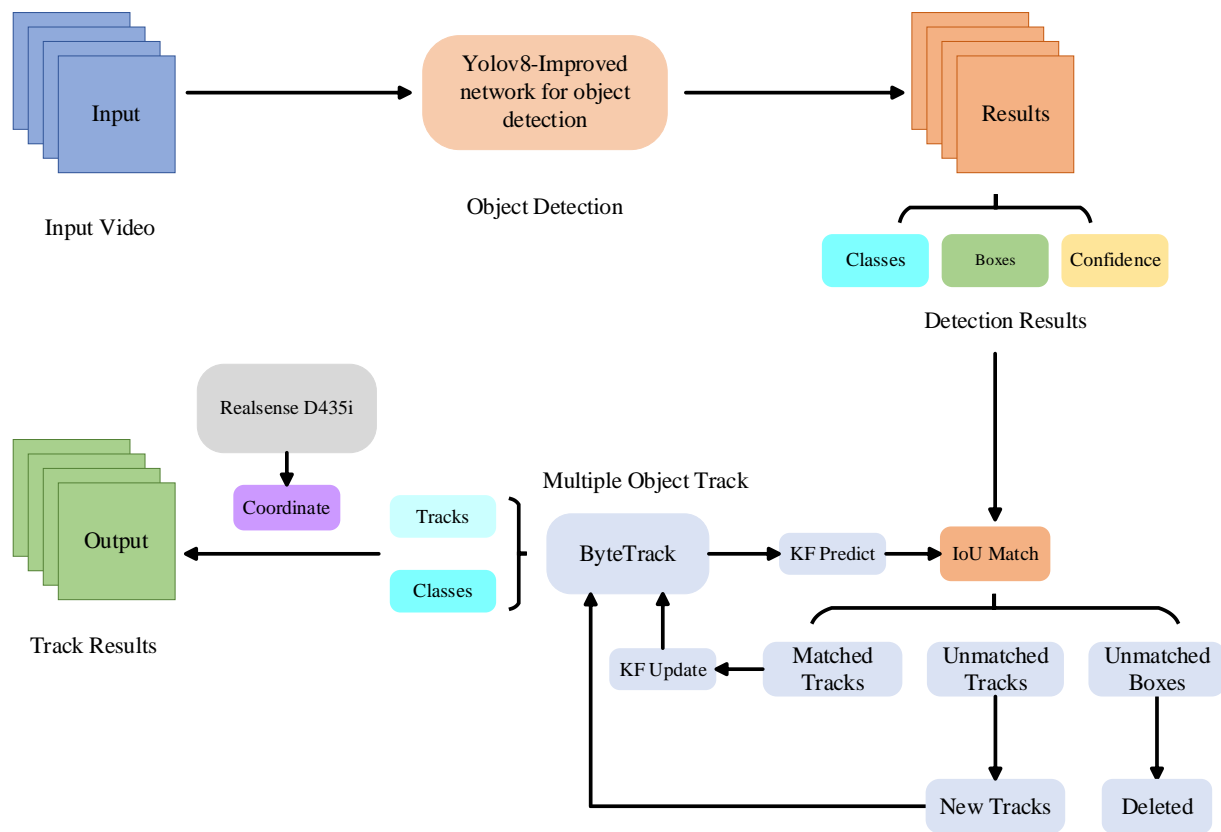 Input
Input Video
Yolov8-Improved
network for object
detection
Object Detection
Results
Classes
Boxes
Confidence
Detection Results
Realsense D435i
Coordinate
Output
Track Results
Multiple Object Track
Tracks
Classes
ByteTrack
KF Predict
IoU Match
KF Update
Matched
Tracks
Unmatched
Tracks
Unmatched
Boxes
New Tracks
Deleted